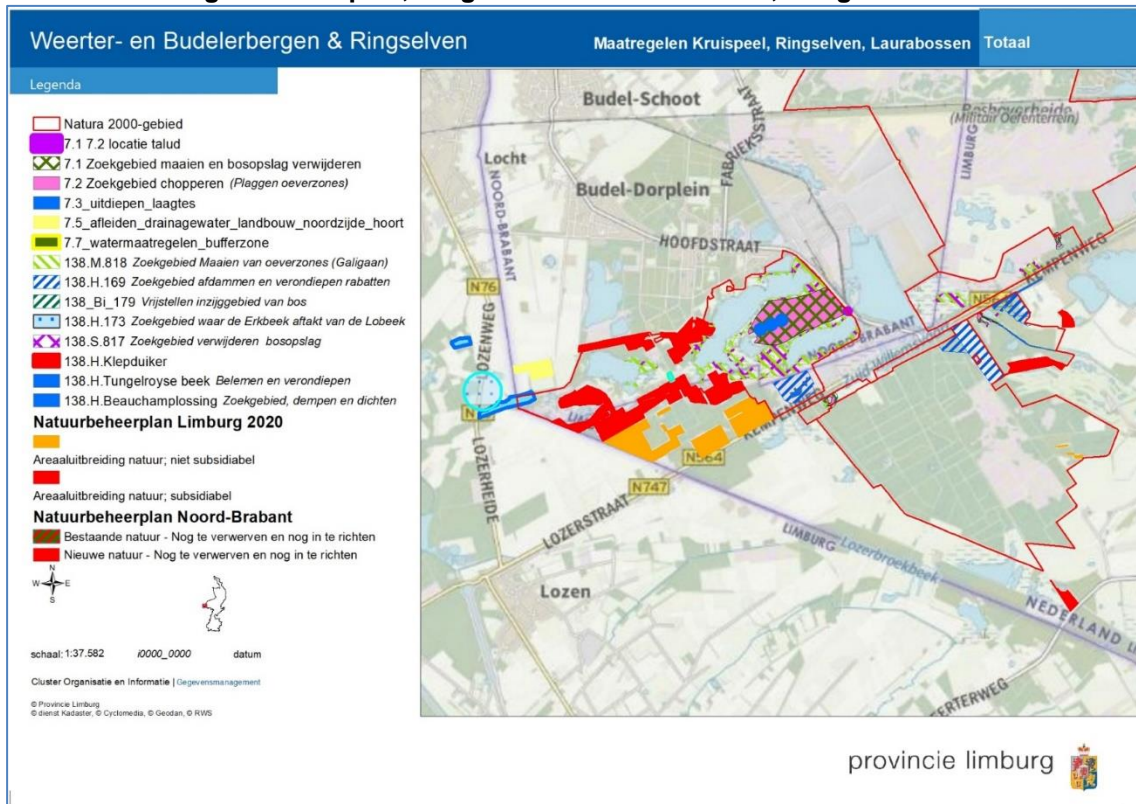 Weerter- en Budelerbergen & Ringselven
Maatregelen Kruispeel, Ringselven, Laurabossen
Totaal
Legenda
Natura 2000-gebied
7.1 7.2 locatie talud
7.1 Zoekgebied maaien en bosopslag verwijderen
7.2 Zoekgebied chopperen (Plaggen oeverzones)
7.3_uitdiepen_laagtes
7.5_afleiden_drainagewater_landbouw_noordzijde_hoort
7.7_watermaatregelen_bufferzone
138.M.818 Zoekgebied Maaien van oeverzones (Galigaan)
138.H.169 Zoekgebied afdammen en verondiepen rabatten
138_Bi_179 Vrijstellen inzijggebied van bos
138.H.173 Zoekgebied waar de Erkbeek aftakt van de Lobeek
138.S.817 Zoekgebied verwijderen bosopslag
138.H.Klepduiker
138.H.Tungelroyse beek Belemen en verondiepen
138.H.Beauchamplossing Zoekgebied, dempen en dichten
Natuurbeheerplan Limburg 2020
Areaaluitbreiding natuur; niet subsidiabel
Areaaluitbreiding natuur; subsidiabel
Natuurbeheerplan Noord-Brabant
Bestaande natuur - Nog te verwerven en nog in te richten
Nieuwe natuur - Nog te verwerven en nog in te richten
N
W E
S
schaal: 1:37.582 i0000_0000 datum
Cluster Organisatie en Informatie | Gegevensmanagement
© Provincie Limburg
© dienst Kadaster, © Cyclomedia, © Geodan, © RWS
Budel-Schoot
(Militair Oefenterrein)
Locht
NOORD-BRABANT
LIMBURG
FABRIEKSSTRAAT
Budel-Dorplein
HOOFDSTRAAT
N76
KEMPENWEG
NOORD-BRABANT
KEMPENWEG
N564
N747
LOZERHEIDE
LOZERSTRAAT
LIMBURG
Lozerbroekbeek
Lozen
NEDERLAND
provincie limburg